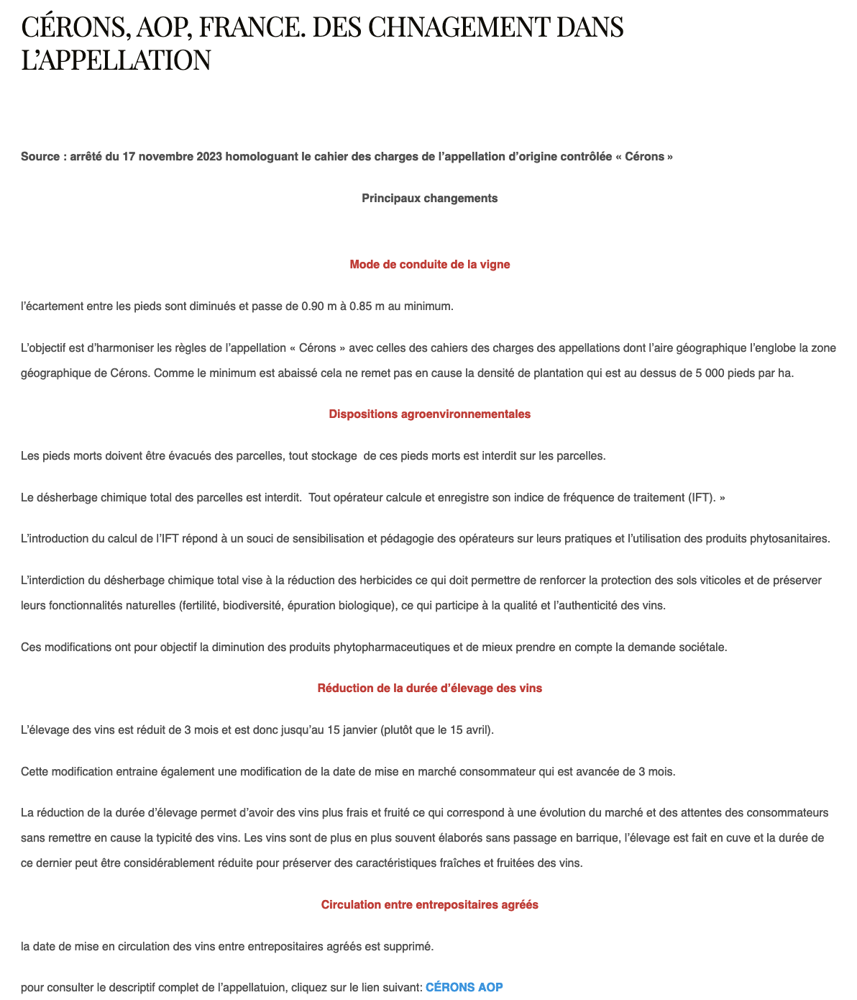 CÉRONS, AOP, FRANCE. DES CHNAGEMENT DANS
L’APPELLATION
Source : arrêté du 17 novembre 2023 homologuant le cahier des charges de l’appellation d’origine contrôlée « Cérons »
Principaux changements
Mode de conduite de la vigne
l’écartement entre les pieds sont diminués et passe de 0.90 m à 0.85 m au minimum.
L’objectif est d’harmoniser les règles de l’appellation « Cérons » avec celles des cahiers des charges des appellations dont l’aire géographique l’englobe la zone
géographique de Cérons. Comme le minimum est abaissé cela ne remet pas en cause la densité de plantation qui est au dessus de 5 000 pieds par ha.
Dispositions agroenvironnementales
Les pieds morts doivent être évacués des parcelles, tout stockage  de ces pieds morts est interdit sur les parcelles.
Le désherbage chimique total des parcelles est interdit.  Tout opérateur calcule et enregistre son indice de fréquence de traitement (IFT). »
L’introduction du calcul de l’IFT répond à un souci de sensibilisation et pédagogie des opérateurs sur leurs pratiques et l’utilisation des produits phytosanitaires.
L’interdiction du désherbage chimique total vise à la réduction des herbicides ce qui doit permettre de renforcer la protection des sols viticoles et de préserver
leurs fonctionnalités naturelles (fertilité, biodiversité, épuration biologique), ce qui participe à la qualité et l’authenticité des vins.
Ces modifications ont pour objectif la diminution des produits phytopharmaceutiques et de mieux prendre en compte la demande sociétale.
Réduction de la durée d’élevage des vins
L’élevage des vins est réduit de 3 mois et est donc jusqu’au 15 janvier (plutôt que le 15 avril).
Cette modification entraine également une modification de la date de mise en marché consommateur qui est avancée de 3 mois.
La réduction de la durée d’élevage permet d’avoir des vins plus frais et fruité ce qui correspond à une évolution du marché et des attentes des consommateurs
sans remettre en cause la typicité des vins. Les vins sont de plus en plus souvent élaborés sans passage en barrique, l’élevage est fait en cuve et la durée de
ce dernier peut être considérablement réduite pour préserver des caractéristiques fraîches et fruitées des vins.
Circulation entre entrepositaires agréés
la date de mise en circulation des vins entre entrepositaires agréés est supprimé.
pour consulter le descriptif complet de l’appellatuion, cliquez sur le lien suivant: CÉRONS AOP